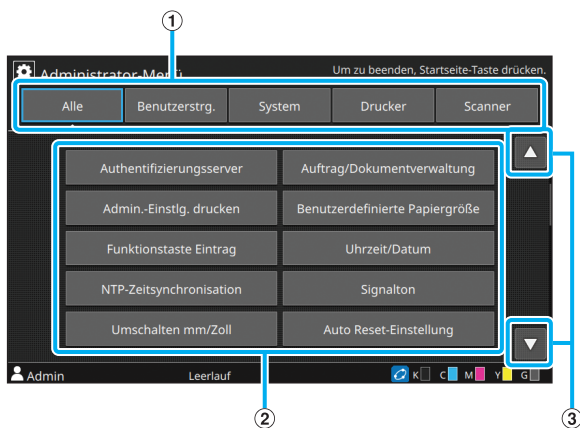 ①
Administrator-Menü
Um zu beenden, Startseite-Taste drücken.
Alle
Benutzerstrg.
System
Drucker
Scanner
Authentifizierungsserver
Auftrag/Dokumentverwaltung
Admin.-Einstlg. drucken
Benutzerdefinierte Papiergröße
Funktionstaste Eintrag
Uhrzeit/Datum
NTP-Zeitsynchronisation
Signalton
Umschalten mm/Zoll
Auto Reset-Einstellung
Admin
Leerlauf
K C M Y G
②
③